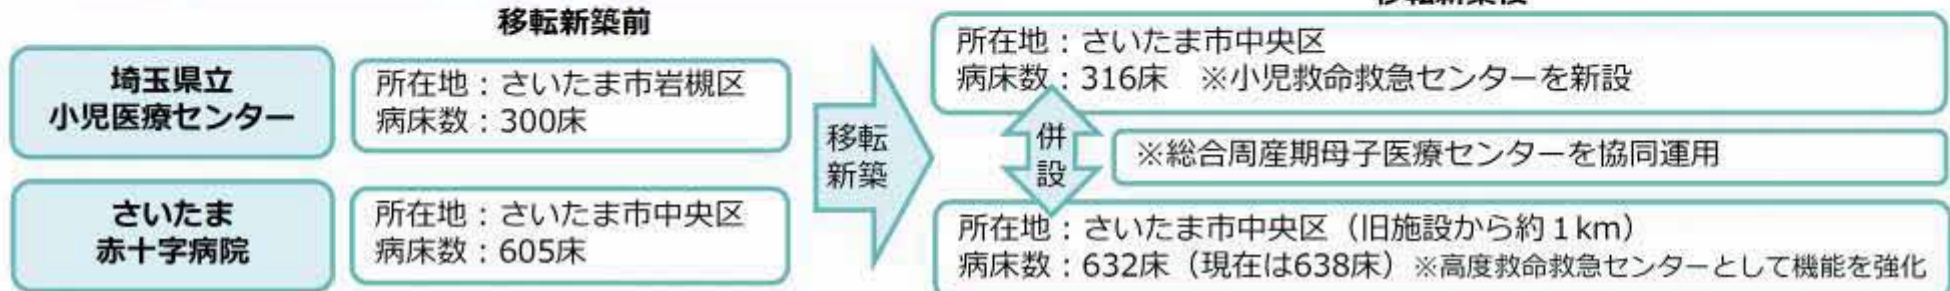 移転新築前
埼玉県立
小児医療センター
所在地：さいたま市岩槻区
病床数：300床
さいたま
赤十字病院
所在地：さいたま市中央区
病床数：605床
移転
新築
所在地：さいたま市中央区
病床数：316床　※小児救命救急センターを新設
併
設
※総合周産期母子医療センターを協同運用
所在地：さいたま市中央区（旧施設から約１km）
病床数：632床（現在は638床）※高度救命救急センターとして機能を強化